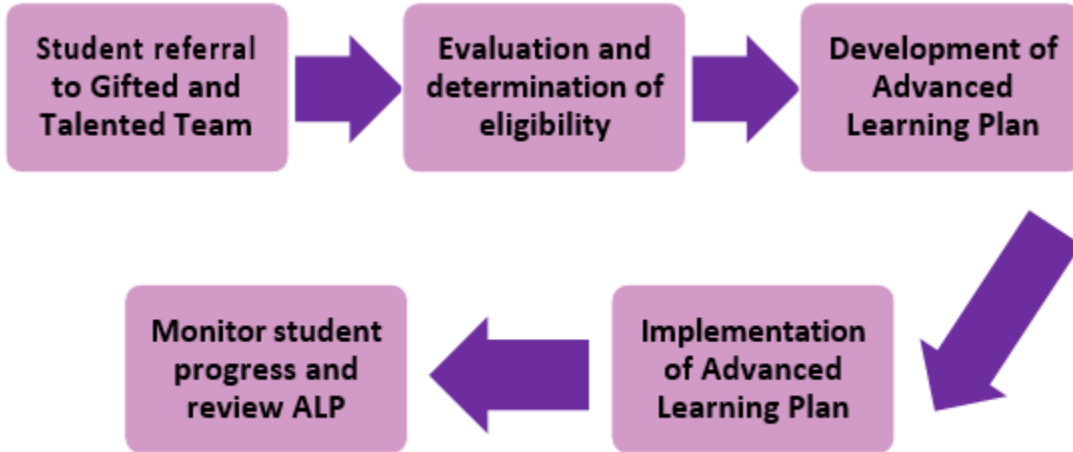 Student referral
to Gifted and
Talented Team
Evaluation and
determination of
eligibility
Development of
Advanced
Learning Plan
Implementation
of Advanced
Learning Plan
Monitor student
progress and
review ALP